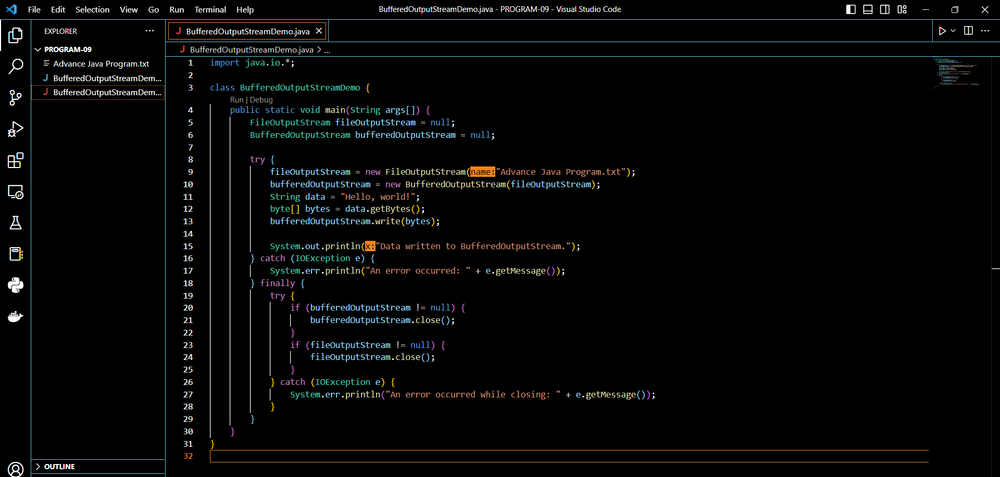 File Edit Selection View Go Run Terminal Help
BufferedOutputStreamDemo.java - PROGRAM-09 - Visual Studio Code
EXPLORER
PROGRAM-09
Advance Java Program.txt
J BufferedOutputStreamDem...
J BufferedOutputStreamDem...
OUTLINE
J BufferedOutputStreamDemo.java
J BufferedOutputStreamDemo.java > ...
1 import java.io.*;
2
3 class BufferedOutputStreamDemo {
Run | Debug
4 public static void main(String args[]) {
5 FileOutputStream fileOutputStream = null;
6 BufferedOutputStream bufferedOutputStream = null;
7
8 try {
9 fileOutputStream = new FileOutputStream(name:"Advance Java Program.txt");
10 bufferedOutputStream = new BufferedOutputStream(fileOutputStream);
11 String data = "Hello, world!";
12 byte[] bytes = data.getBytes();
13 bufferedOutputStream.write(bytes);
14
15 System.out.println(x:"Data written to BufferedOutputStream.");
16 } catch (IOException e) {
17 System.err.println("An error occurred: " + e.getMessage());
18 } finally {
19 try {
20 if (bufferedOutputStream != null) {
21 bufferedOutputStream.close();
22 }
23 if (fileOutputStream != null) {
24 fileOutputStream.close();
25 }
26 } catch (IOException e) {
27 System.err.println("An error occurred while closing: " + e.getMessage());
28 }
29 }
30 }
31 }
32